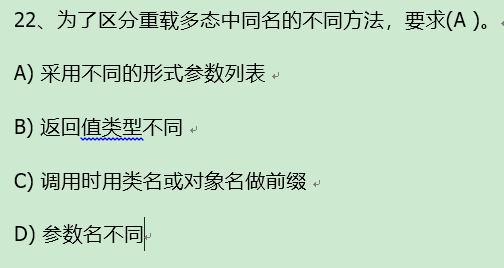 22、为了区分重载多态中同名的不同方法，要求(A )。
A) 采用不同的形式参数列表
B) 返回值类型不同
C) 调用时用类名或对象名做前缀
D) 参数名不同